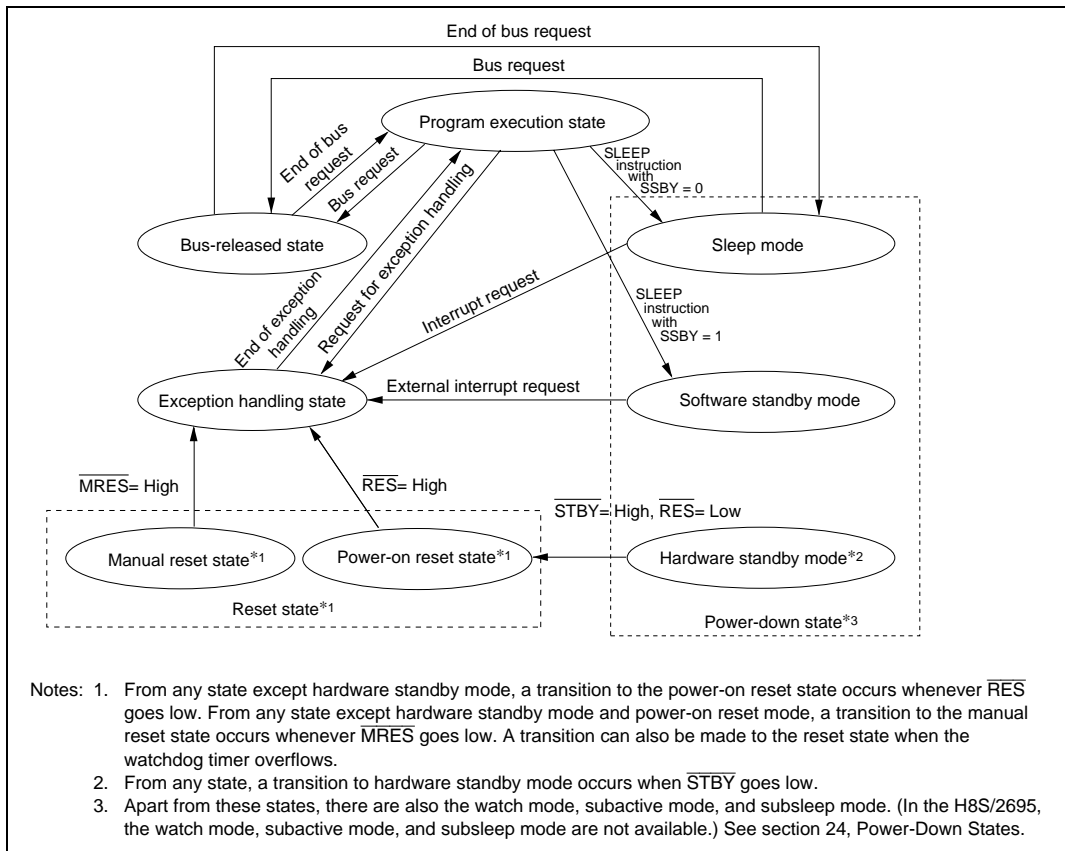 End of bus request
Bus request
Program execution state
End of bus
request
Bus request
SLEEP
instruction
with
SSBY = 0
Bus-released state
Sleep mode
End of exception
handling
Request for exception handling
Interrupt request
SLEEP
instruction
with
SSBY = 1
Exception handling state
External interrupt request
Software standby mode
MRES= High
RES= High
STBY= High, RES= Low
Manual reset state*1
Power-on reset state*1
Hardware standby mode*2
Reset state*1
Power-down state*3
Notes: 1. From any state except hardware standby mode, a transition to the power-on reset state occurs whenever RES
goes low. From any state except hardware standby mode and power-on reset mode, a transition to the manual
reset state occurs whenever MRES goes low. A transition can also be made to the reset state when the
watchdog timer overflows.
2. From any state, a transition to hardware standby mode occurs when STBY goes low.
3. Apart from these states, there are also the watch mode, subactive mode, and subsleep mode. (In the H8S/2695,
the watch mode, subactive mode, and subsleep mode are not available.) See section 24, Power-Down States.